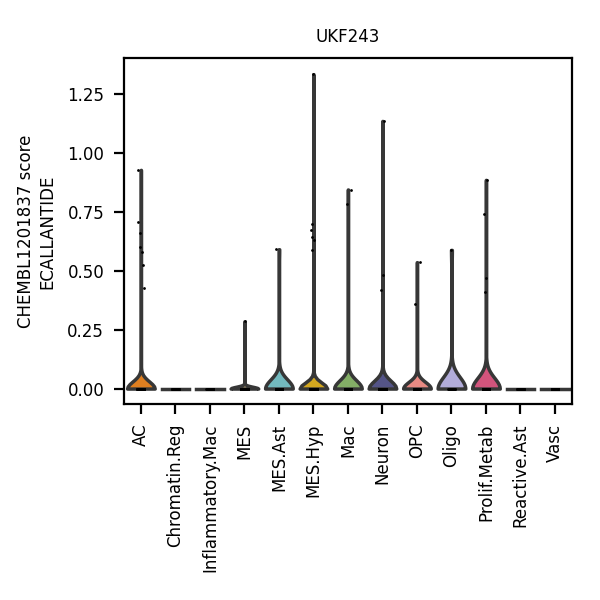 UKF243
CHEMBL1201837 score
ECALLANTIDE
1.25
1.00
0.75
0.50
0.25
0.00
AC
Chromatin.Reg
Inflammatory.Mac
MES
MES.Ast
MES.Hyp
Mac
Neuron
OPC
Oligo
Prolif.Metab
Reactive.Ast
Vasc